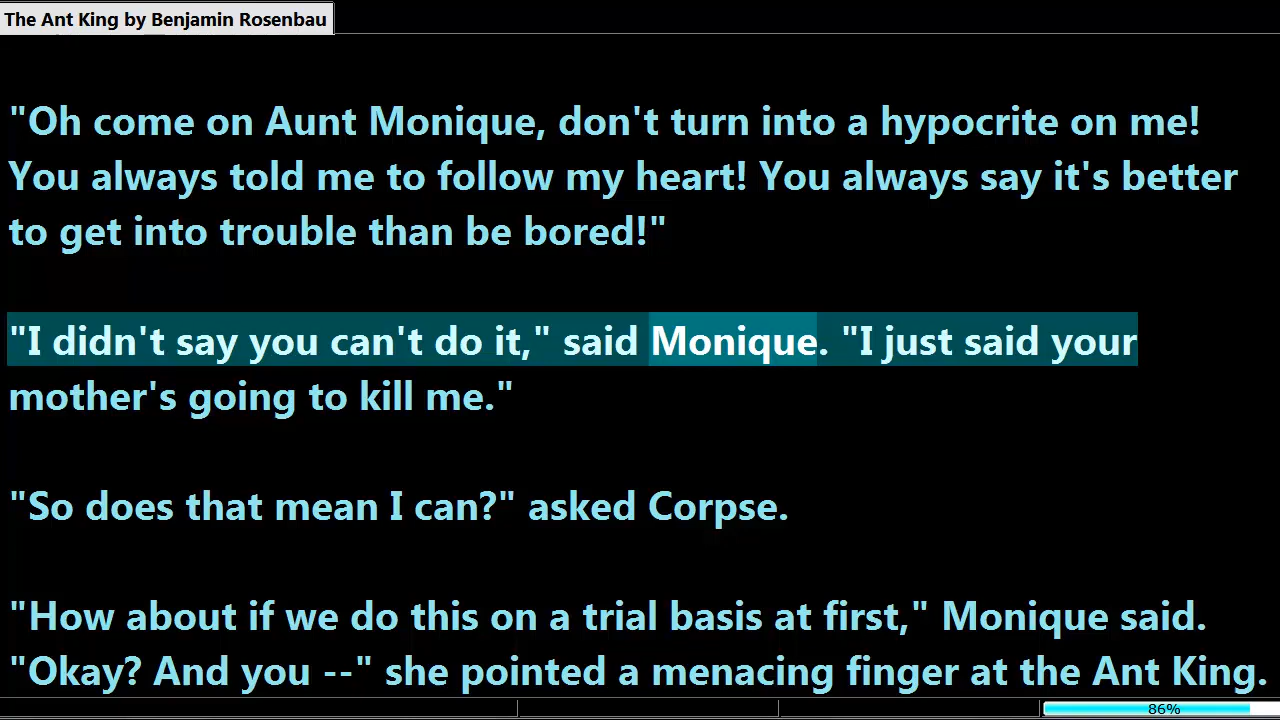 The Ant King by Benjamin Rosenbau
"Oh come on Aunt Monique, don't turn into a hypocrite on me!
You always told me to follow my heart! You always say it's better
to get into trouble than be bored!"
"I didn't say you can't do it," said Monique. "I just said your
mother's going to kill me."
"So does that mean I can?" asked Corpse.
"How about if we do this on a trial basis at first," Monique said.
"Okay? And you --" she pointed a menacing finger at the Ant King.
86%